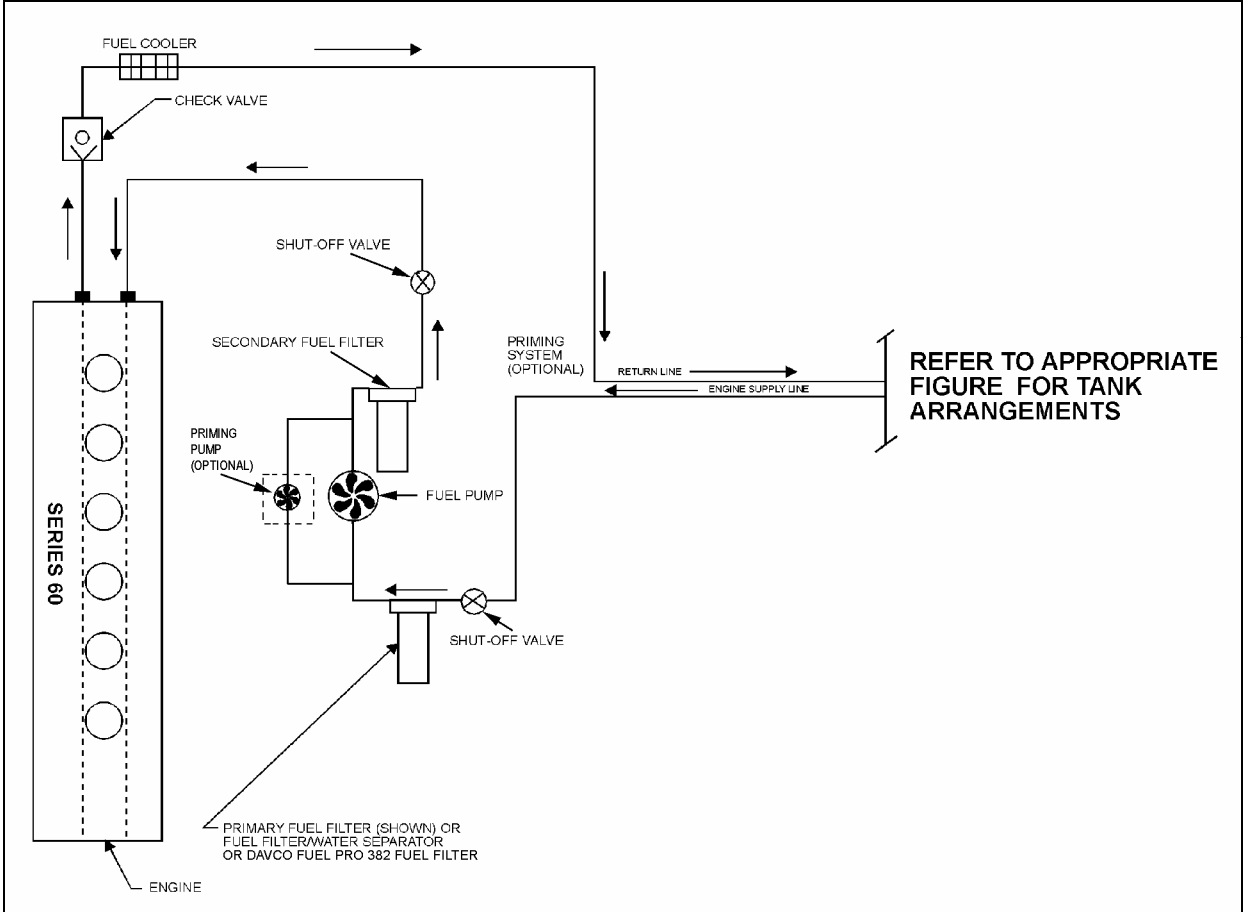 FUEL COOLER
CHECK VALVE
SHUT-OFF VALVE
SECONDARY FUEL FILTER
PRIMING
SYSTEM
(OPTIONAL)
RETURN LINE
ENGINE SUPPLY LINE
REFER TO APPROPRIATE
FIGURE FOR TANK
ARRANGEMENTS
PRIMING
PUMP
(OPTIONAL)
FUEL PUMP
SERIES 60
SHUT-OFF VALVE
PRIMARY FUEL FILTER (SHOWN) OR
FUEL FILTER/WATER SEPARATOR
OR DAVCO FUEL PRO 382 FUEL FILTER
ENGINE